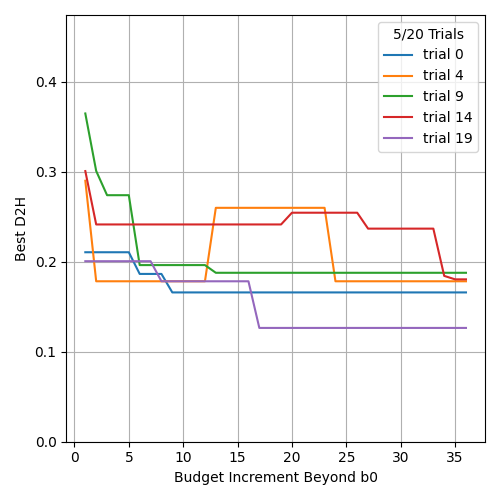 5/20 Trials
trial 0
trial 4
trial 9
trial 14
trial 19
Best D2H
0.4
0.3
0.2
0.1
0.0
0 5 10 15 20 25 30 35
Budget Increment Beyond b0